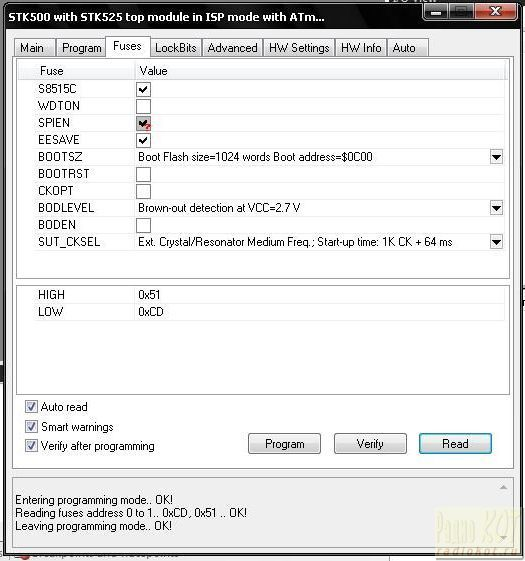 STK500 with STK525 top module in ISP mode with ATm...
Main Program Fuses LockBits Advanced HW Settings HW Info Auto
Fuse Value
S8515C
WDTON
SPIEN
EESAVE
BOOTSZ Boot Flash size=1024 words Boot address=$0C00
BOOTRST
CKOPT
BODLEVEL Brown-out detection at VCC=2.7 V
BODEN
SUT_CKSEL Ext. Crystal/Resonator Medium Freq.; Start-up time: 1K CK + 64 ms
HIGH 0x51
LOW 0xCD
Auto read
Smart warnings
Verify after programming
Program Verify Read
Entering programming mode.. OK!
Reading fuses address 0 to 1.. 0xCD, 0x51 .. OK!
Leaving programming mode.. OK!
Радио КОТ
radiokot.ru